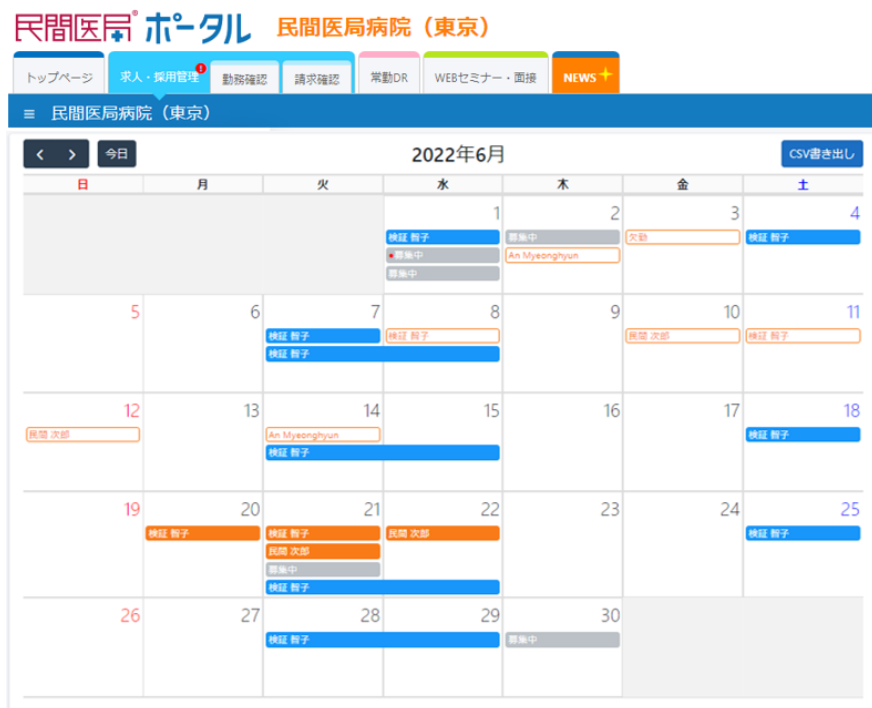 民間医局ポータル 民間医局病院（東京）
トップページ 求人・採用管理 ! 勤務確認 請求確認 常勤DR WEBセミナー・面接 NEWS
≡ 民間医局病院（東京）
< > 今日 2022年6月 CSV書き出し
日 月 火 水 木 金 土
1 2 3 4
検証 智子 募集中 欠勤 検証 智子
募集中 An Myeonghyun
募集中
5 6 7 8 9 10 11
検証 智子 検証 智子 民間 次郎 検証 智子
検証 智子
12 13 14 15 16 17 18
民間 次郎 An Myeonghyun 検証 智子
検証 智子
19 20 21 22 23 24 25
検証 智子 検証 智子 民間 次郎 検証 智子
民間 次郎
募集中
検証 智子
26 27 28 29 30
検証 智子 募集中